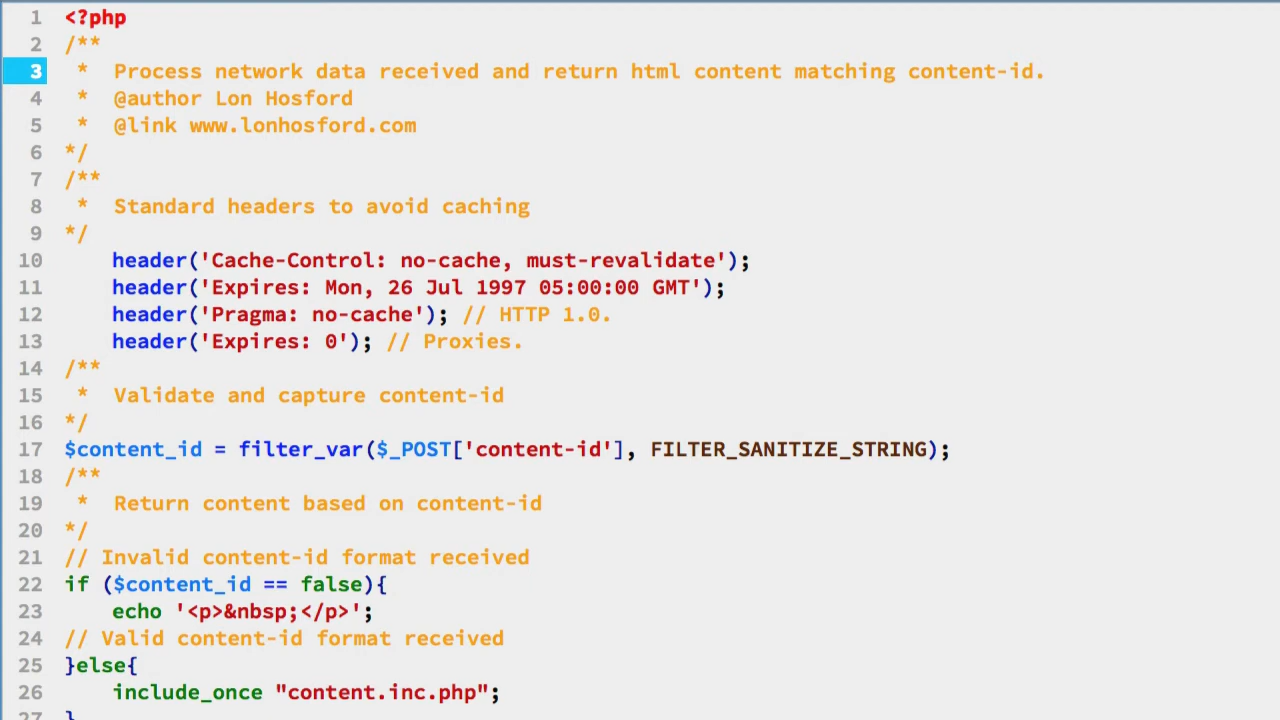 1 <?php
2 /**
3  *  Process network data received and return html content matching content-id.
4  *  @author Lon Hosford
5  *  @link www.lonhosford.com
6 */
7 /**
8  *  Standard headers to avoid caching
9 */
10     header('Cache-Control: no-cache, must-revalidate');
11     header('Expires: Mon, 26 Jul 1997 05:00:00 GMT');
12     header('Pragma: no-cache'); // HTTP 1.0.
13     header('Expires: 0'); // Proxies.
14 /**
15  *  Validate and capture content-id
16 */
17 $content_id = filter_var($_POST['content-id'], FILTER_SANITIZE_STRING);
18 /**
19  *  Return content based on content-id
20 */
21 // Invalid content-id format received
22 if ($content_id == false){
23     echo '<p>&nbsp;</p>';
24 // Valid content-id format received
25 }else{
26     include_once "content.inc.php";
27 }